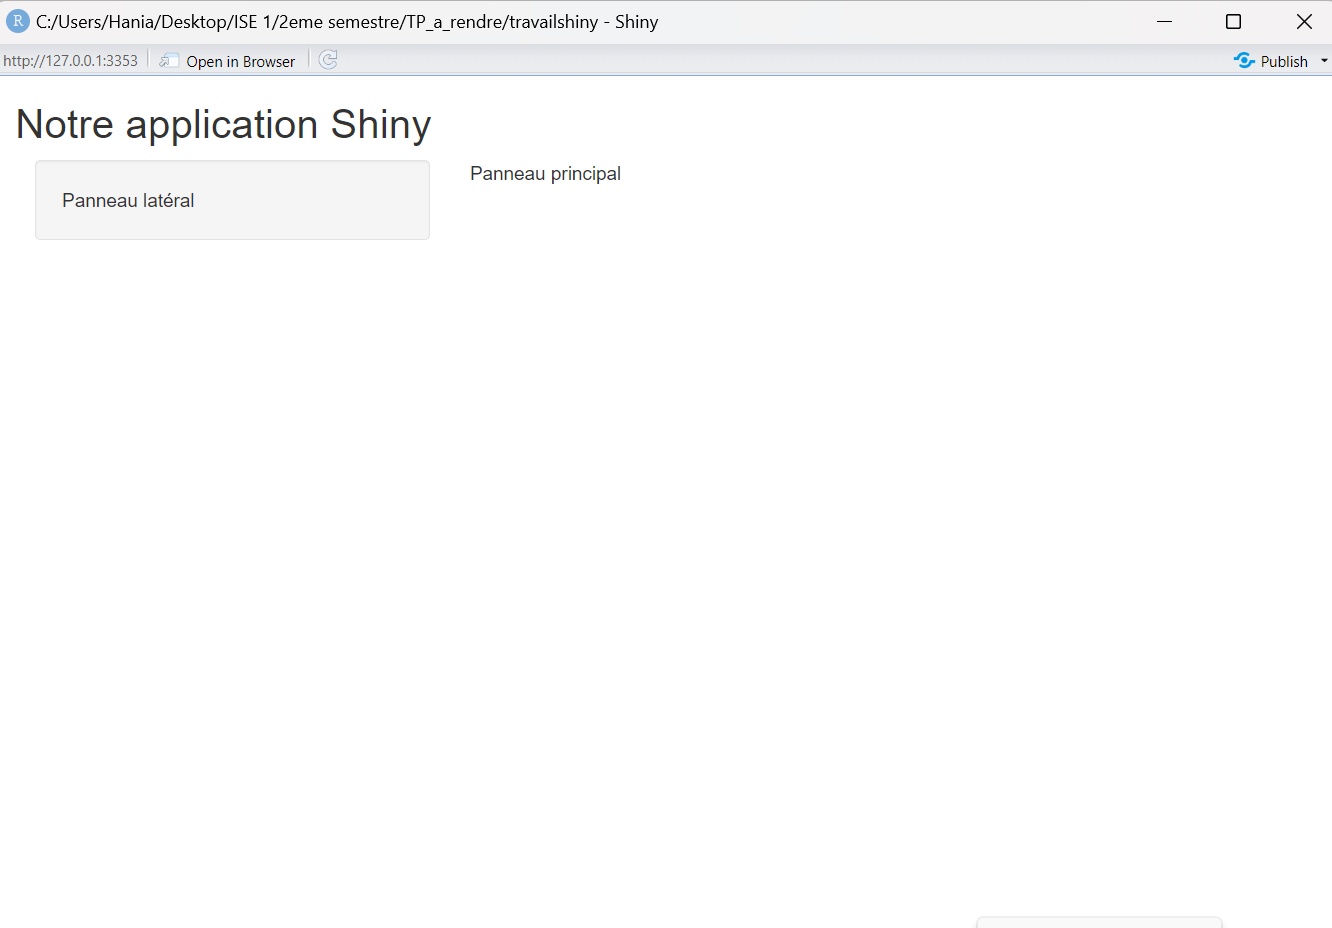 R C:/Users/Hania/Desktop/ISE 1/2eme semestre/TP_a_rendre/travailshiny - Shiny
http://127.0.0.1:3353 Open in Browser Publish
Notre application Shiny
Panneau latéral
Panneau principal